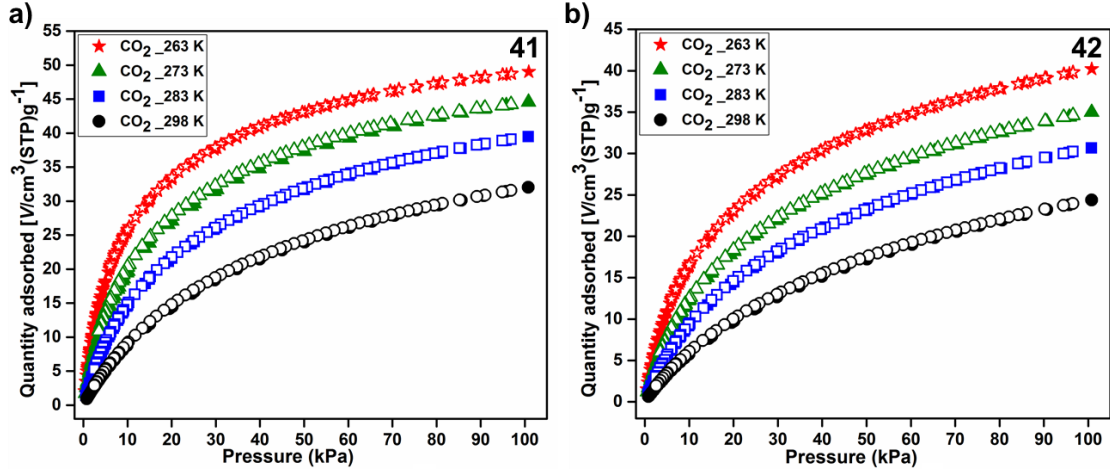 a)
41
CO2 _263 K
CO2 _273 K
CO2 _283 K
CO2 _298 K
Quantity adsorbed [V/cm3(STP)g-1]
55
50
45
40
35
30
25
20
15
10
5
0
0 10 20 30 40 50 60 70 80 90 100
Pressure (kPa)
b)
42
CO2 _263 K
CO2 _273 K
CO2 _283 K
CO2 _298 K
Quantity adsorbed [V/cm3(STP)g-1]
45
40
35
30
25
20
15
10
5
0
0 10 20 30 40 50 60 70 80 90 100
Pressure (kPa)